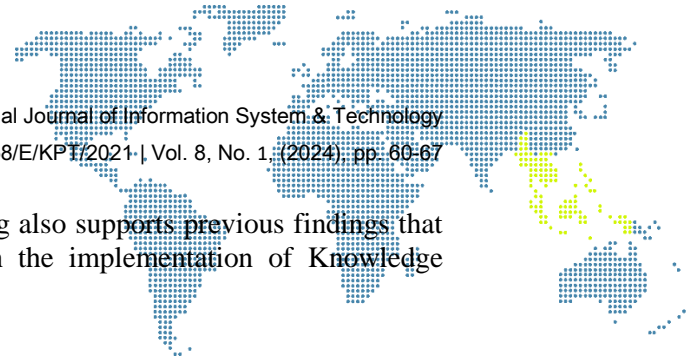 al Journal of Information System & Technology
8/E/KPT/2021 | Vol. 8, No. 1, (2024), pp. 60-67
g also supports previous findings that
the implementation of Knowledge